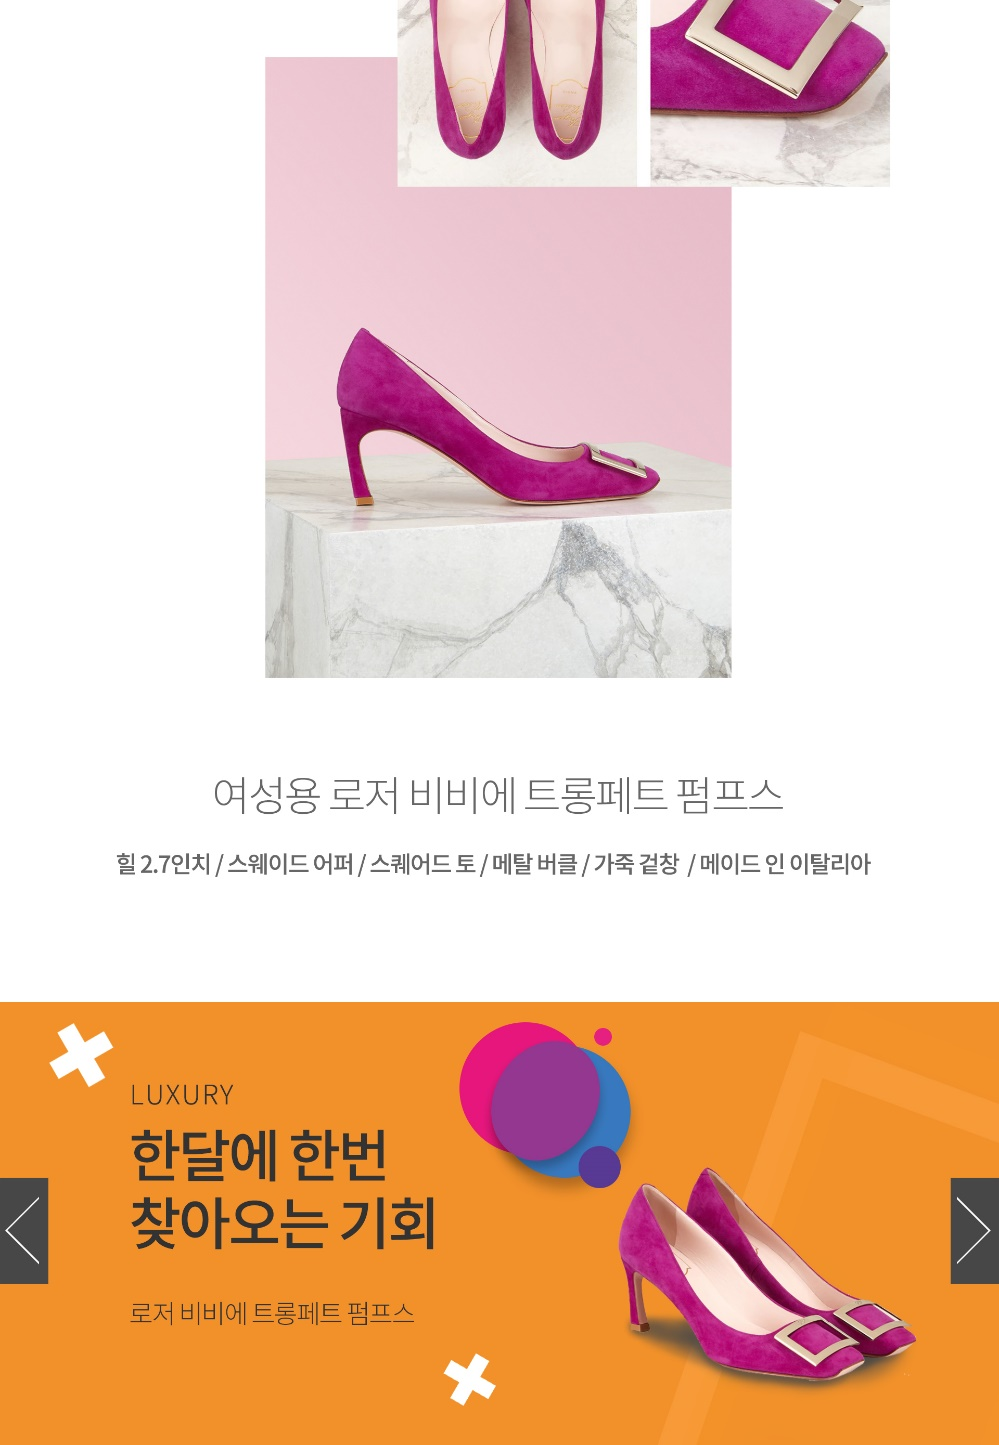 여성용 로저 비비에 트롱페트 펌프스
힐 2.7인치 / 스웨이드 어퍼 / 스퀘어드 토 / 메탈 버클 / 가죽 겉창 / 메이드 인 이탈리아
LUXURY
한달에 한번
찾아오는 기회
로저 비비에 트롱페트 펌프스